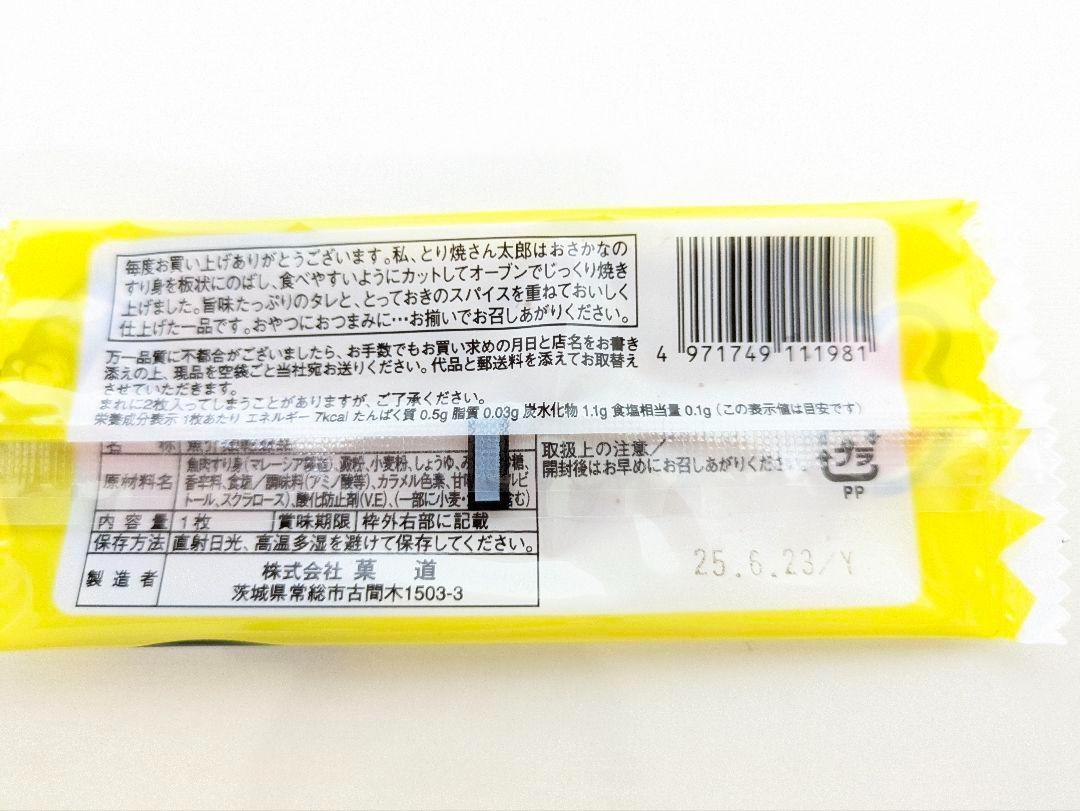 毎度お買い上げありがとうございます。私、とり焼さん太郎はおさかなの
すり身を板状にのばし、食べやすいようにカットしてオーブンでじっくり焼き
上げました。旨味たっぷりのタレと、とっておきのスパイスを重ねておいしく
仕上げた一品です。おやつにおつまみに…お揃いでお召しあがりください。
4 971749 111981
万一品質に不都合がございましたら、お手数でもお買い求めの月日と店名をお書き
添えの上、現品を空袋ごと当社宛お送りください。代品と郵送料を添えてお取替え
させていただきます。
まれに2枚入ってしまうことがありますが、ご了承ください。
栄養成分表示 1枚あたり エネルギー 7kcal たんぱく質 0.5g 脂質 0.03g 炭水化物 1.1g 食塩相当量 0.1g (この表示値は目安です)
名 称
原材料名
魚肉すり身(マレーシア製造)、澱粉、小麦粉、しょうゆ、
香辛料、食塩/調味料(アミノ酸等)、カラメル色素、
トール、スクラロース)、酸化防止剤(V.E)、(一部に小麦・ 含む)
内容量 1枚 賞味期限 枠外右部に記載
保存方法 直射日光、高温多湿を避けて保存してください。
製造者 株式会社 菓道
茨城県常総市古間木1503-3
取扱上の注意/
開封後はお早めにお召しあがりください。
プラ
PP
25.6.23/Y